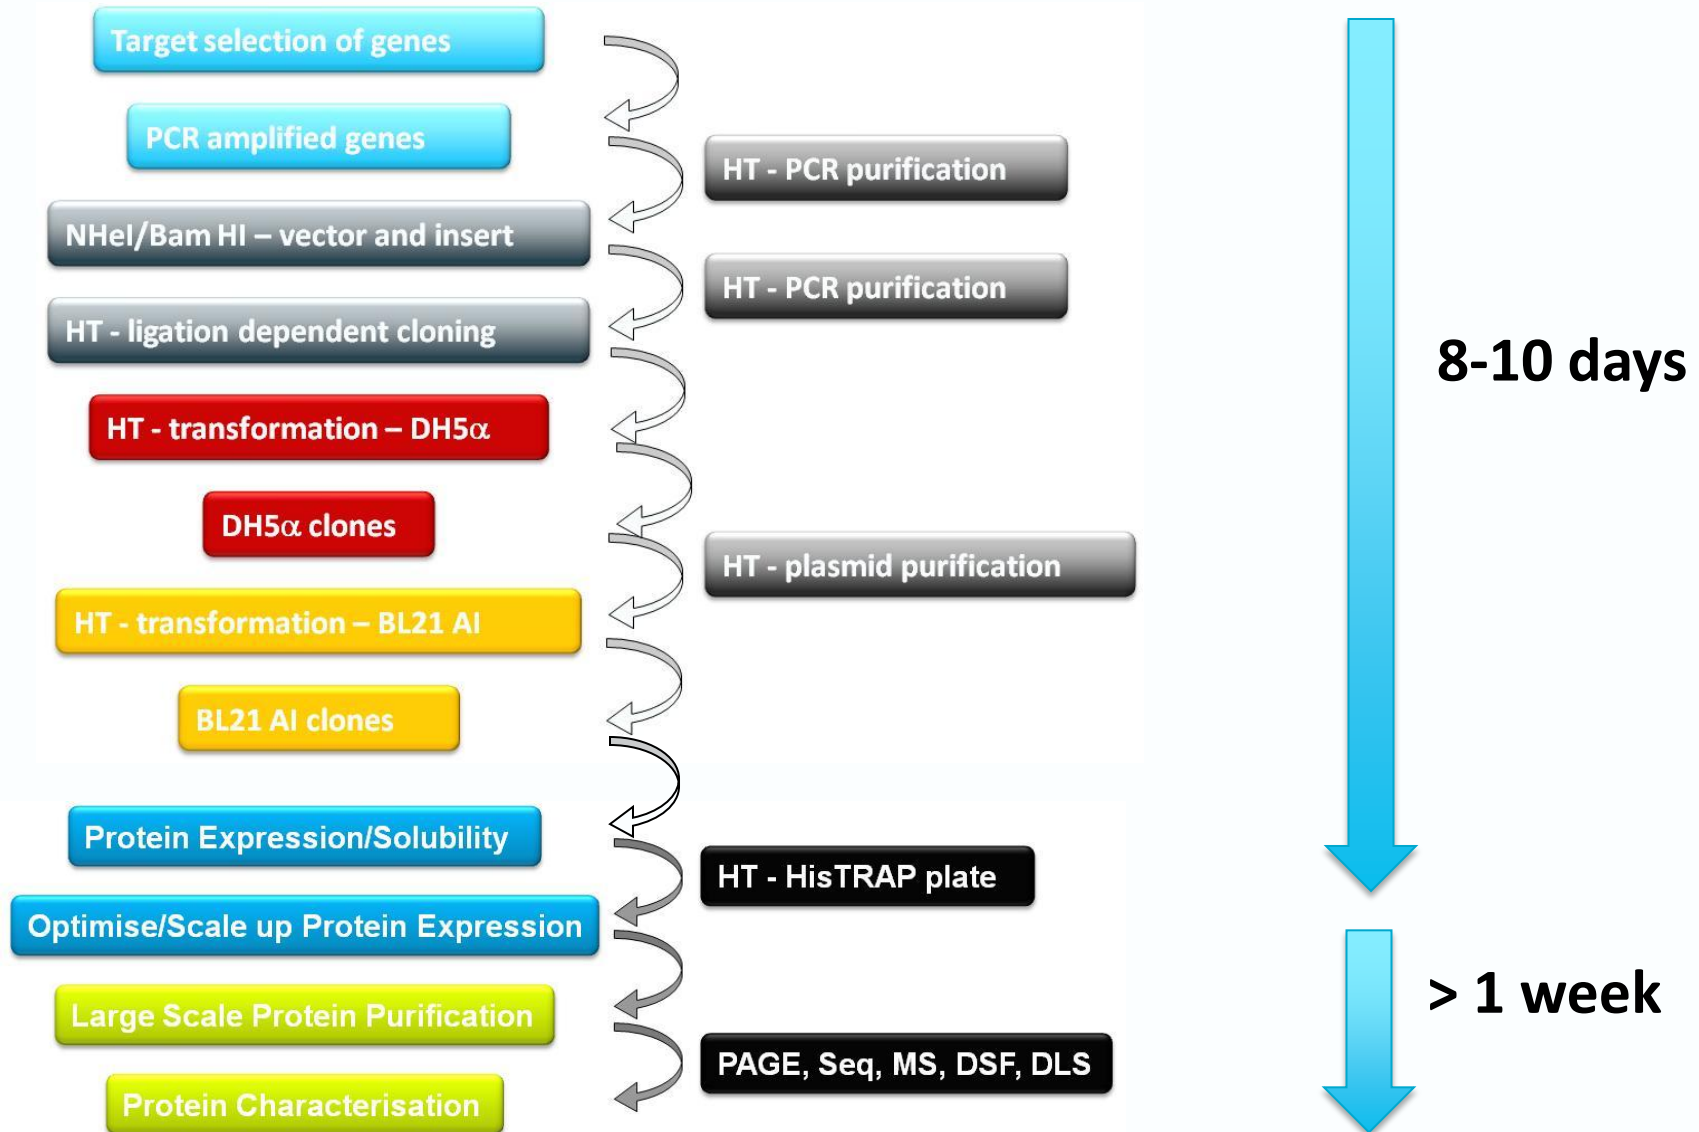 Target selection of genes
PCR amplified genes
HT - PCR purification
NHeI/Bam HI – vector and insert
HT - PCR purification
HT - ligation dependent cloning
8-10 days
HT - transformation – DH5α
DH5α clones
HT - plasmid purification
HT - transformation – BL21 AI
BL21 AI clones
Protein Expression/Solubility
HT - HisTRAP plate
Optimise/Scale up Protein Expression
> 1 week
Large Scale Protein Purification
PAGE, Seq, MS, DSF, DLS
Protein Characterisation